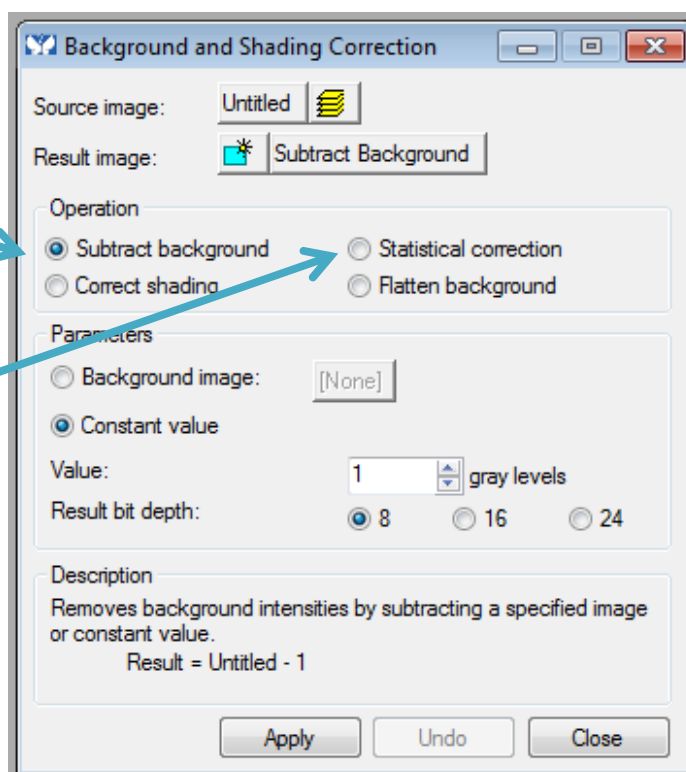 Background and Shading Correction
Source image: Untitled
Result image: Subtract Background
Operation
Subtract background Statistical correction
Correct shading Flatten background
Parameters
Background image: [None]
Constant value
Value: 1 gray levels
Result bit depth: 8 16 24
Description
Removes background intensities by subtracting a specified image
or constant value.
Result = Untitled - 1
Apply Undo Close